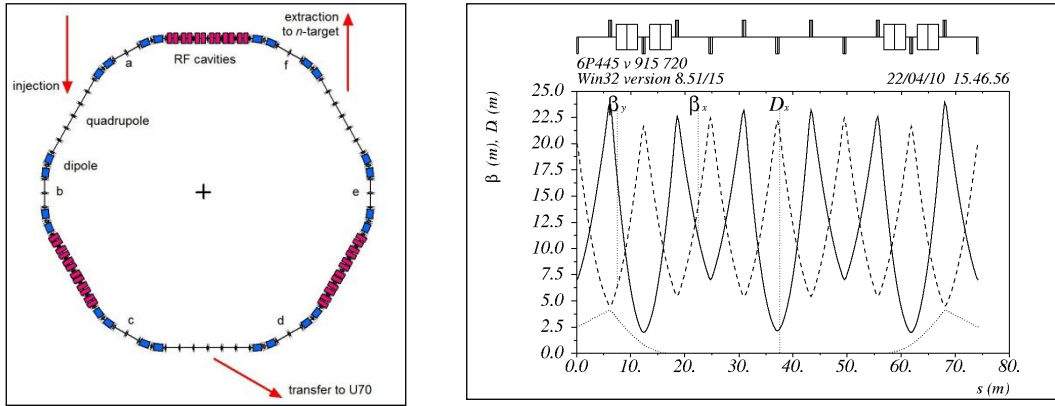 extraction
to n-target
RF cavities
a
f
injection
quadrupole
dipole
b
e
c
d
transfer to U70
6P445 v 915 720
Win32 version 8.51/15
22/04/10 15.46.56
β y
β x
D x
β (m), D (m)
25.0
22.5
20.0
17.5
15.0
12.5
10.0
7.5
5.0
2.5
0.0
0.0 10. 20. 30. 40. 50. 60. 70. 80.
s (m)